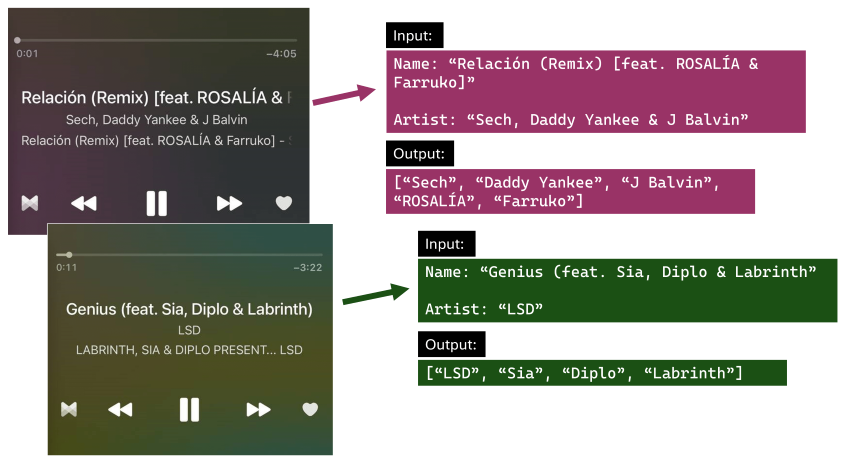 0:01 −4:05
Relación (Remix) [feat. ROSALÍA &
Sech, Daddy Yankee & J Balvin
Relación (Remix) [feat. ROSALÍA & Farruko] -
0:11 −3:22
Genius (feat. Sia, Diplo & Labrinth)
LSD
LABRINTH, SIA & DIPLO PRESENT... LSD
Input:
Name: “Relación (Remix) [feat. ROSALÍA &
Farruko]”
Artist: “Sech, Daddy Yankee & J Balvin”
Output:
[“Sech”, “Daddy Yankee”, “J Balvin”,
“ROSALÍA”, “Farruko”]
Input:
Name: “Genius (feat. Sia, Diplo & Labrinth”
Artist: “LSD”
Output:
[“LSD”, “Sia”, “Diplo”, “Labrinth”]